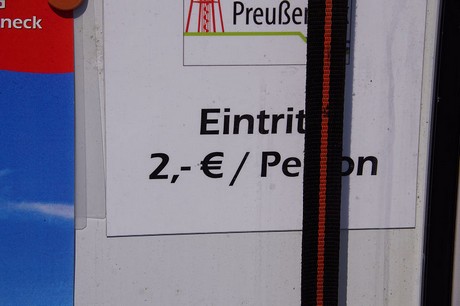 neck
Preußen
Eintrit
2,- € / Pe on